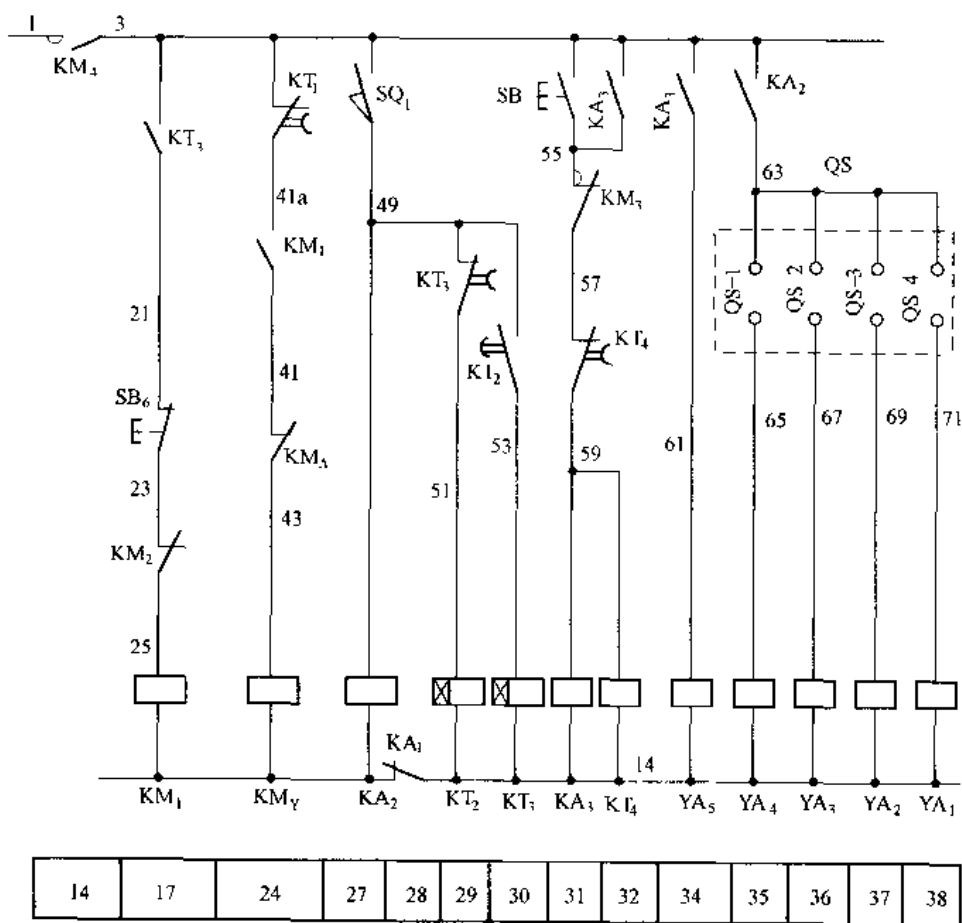 1 3
KM4
KT1 SQ1 SB KA3 KA3 KA2
KT3
55 63 QS
41a 49 KM3
KM1
KT3 57 QS-1 QS 2 QS-3 QS 4
21
KT2 KT4
41
SB6 65 67 69 71
53 59 61
KMΔ
23 51
43
KM2
25
KA1
14
KM1 KMY KA2 KT2 KT3 KA3 KT4 YA5 YA4 YA3 YA2 YA1
14 17 24 27 28 29 30 31 32 34 35 36 37 38